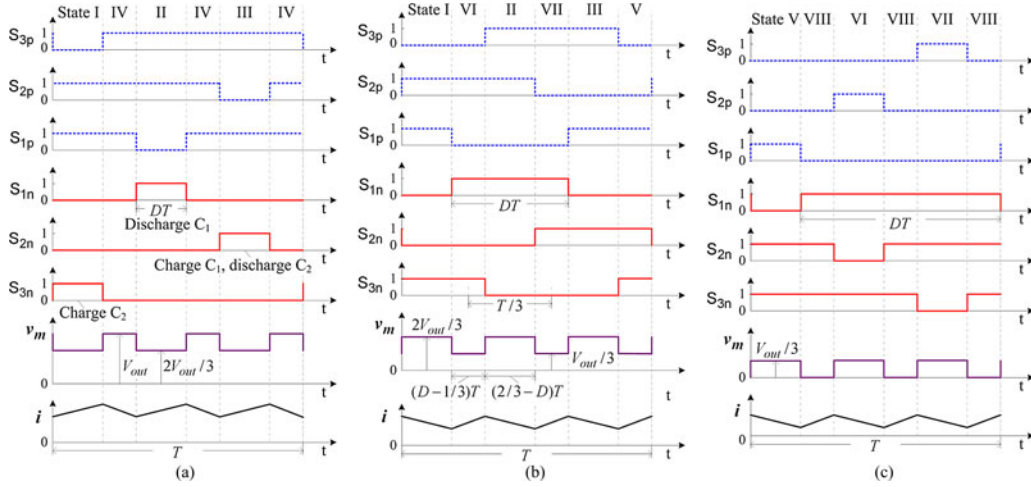 State I IV II IV III IV
S3p 1 0 t
S2p 1 0 t
S1p 1 0 t
S1n 1 0 DT t
Discharge C1
S2n 1 0 t
Charge C1, discharge C2
S3n 1 0 t
Charge C2
vm Vout 2Vout/3 0 t
i 0 T t
(a)
State I VI II VII III V
S3p 1 0 t
S2p 1 0 t
S1p 1 0 t
S1n 1 0 DT t
S2n 1 0 t
S3n 1 0 T/3 t
vm 2Vout/3 Vout/3 0 t
(D−1/3)T (2/3−D)T
i 0 T t
(b)
State V VIII VI VIII VII VIII
S3p 1 0 t
S2p 1 0 t
S1p 1 0 t
S1n 1 0 DT t
S2n 1 0 t
S3n 1 0 t
vm Vout/3 0 t
i 0 T t
(c)